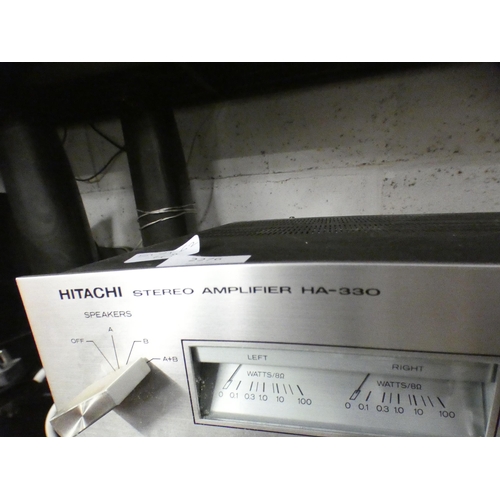 HITACHI STEREO AMPLIFIER HA-330
SPEAKERS
OFF A B A+B
LEFT
WATTS/8Ω
0 0.1 0.3 1.0 10 100
RIGHT
WATTS/8Ω
0 0.1 0.3 1.0 10 100